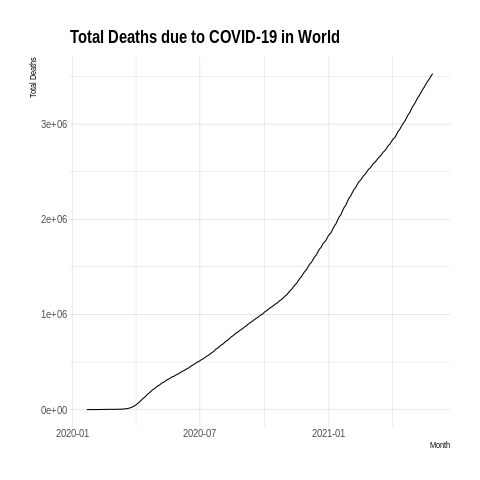 Total Deaths due to COVID-19 in World
Total Deaths
3e+06
2e+06
1e+06
0e+00
2020-01 2020-07 2021-01
Month